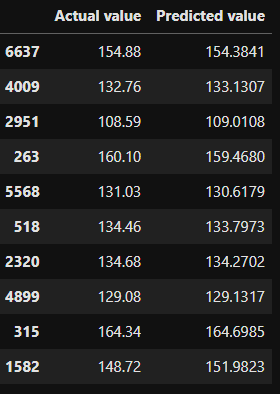 Actual value Predicted value
6637 154.88 154.3841
4009 132.76 133.1307
2951 108.59 109.0108
263 160.10 159.4680
5568 131.03 130.6179
518 134.46 133.7973
2320 134.68 134.2702
4899 129.08 129.1317
315 164.34 164.6985
1582 148.72 151.9823